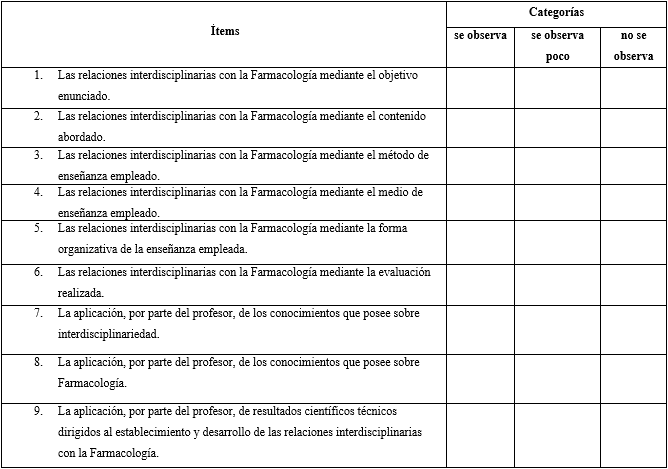 Ítems
Categorías
se observa
se observa
poco
no se
observa
1. Las relaciones interdisciplinarias con la Farmacología mediante el objetivo
enunciado.
2. Las relaciones interdisciplinarias con la Farmacología mediante el contenido
abordado.
3. Las relaciones interdisciplinarias con la Farmacología mediante el método de
enseñanza empleado.
4. Las relaciones interdisciplinarias con la Farmacología mediante el medio de
enseñanza empleado.
5. Las relaciones interdisciplinarias con la Farmacología mediante la forma
organizativa de la enseñanza empleada.
6. Las relaciones interdisciplinarias con la Farmacología mediante la evaluación
realizada.
7. La aplicación, por parte del profesor, de los conocimientos que posee sobre
interdisciplinariedad.
8. La aplicación, por parte del profesor, de los conocimientos que posee sobre
Farmacología.
9. La aplicación, por parte del profesor, de resultados científicos técnicos
dirigidos al establecimiento y desarrollo de las relaciones interdisciplinarias
con la Farmacología.